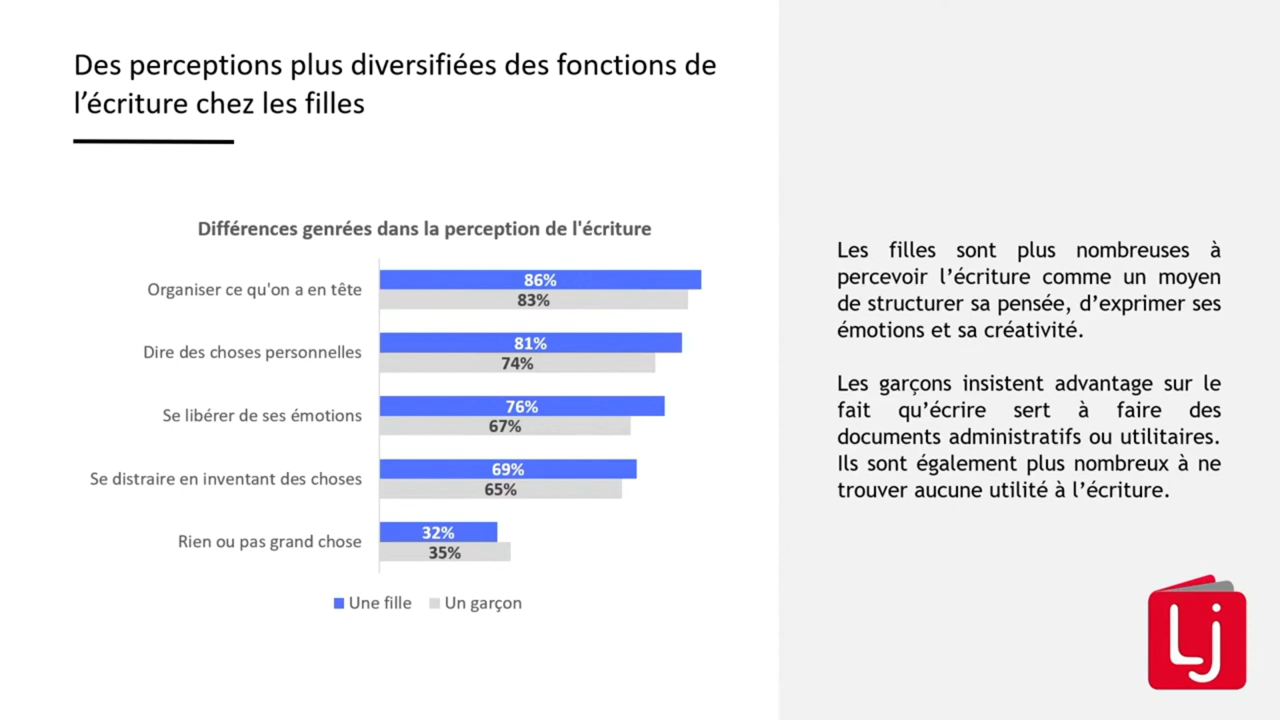 Des perceptions plus diversifiées des fonctions de
l’écriture chez les filles
Différences genrées dans la perception de l'écriture
Organiser ce qu'on a en tête
86%
83%
Dire des choses personnelles
81%
74%
Se libérer de ses émotions
76%
67%
Se distraire en inventant des choses
69%
65%
Rien ou pas grand chose
32%
35%
Une fille
Un garçon
Les filles sont plus nombreuses à
percevoir l’écriture comme un moyen
de structurer sa pensée, d’exprimer ses
émotions et sa créativité.
Les garçons insistent advantage sur le
fait qu’écrire sert à faire des
documents administratifs ou utilitaires.
Ils sont également plus nombreux à ne
trouver aucune utilité à l’écriture.
Lj